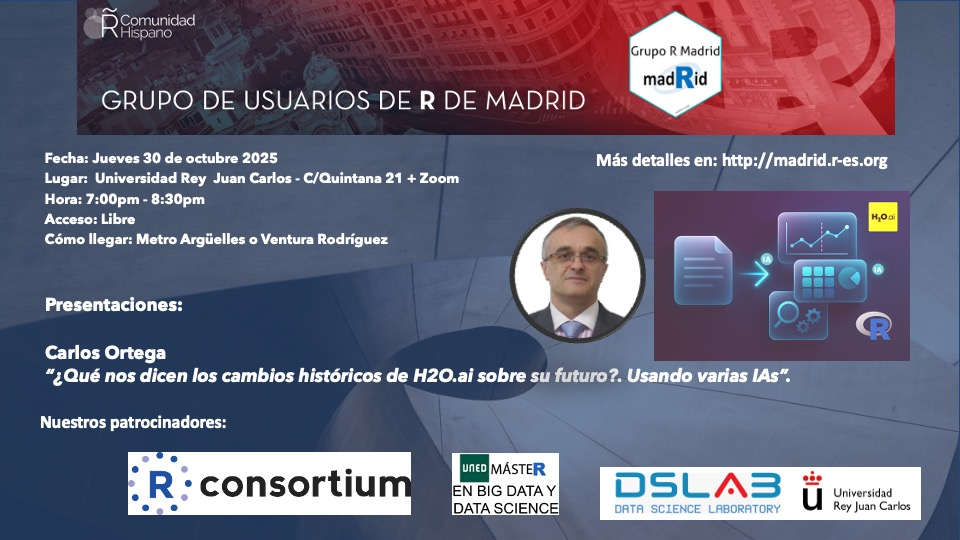 R Comunidad
Hispano
Grupo R Madrid
madRid
GRUPO DE USUARIOS DE R DE MADRID
Fecha: Jueves 30 de octubre 2025
Lugar: Universidad Rey Juan Carlos - C/Quintana 21 + Zoom
Hora: 7:00pm - 8:30pm
Acceso: Libre
Cómo llegar: Metro Argüelles o Ventura Rodríguez
Más detalles en: http://madrid.r-es.org
H2O.ai
IA
IA
R
Presentaciones:
Carlos Ortega
“¿Qué nos dicen los cambios históricos de H2O.ai sobre su futuro?. Usando varias IAs”.
Nuestros patrocinadores:
R consortium
UNED MÁSTER
EN BIG DATA Y
DATA SCIENCE
DSLAB
DATA SCIENCE LABORATORY
u Universidad
Rey Juan Carlos